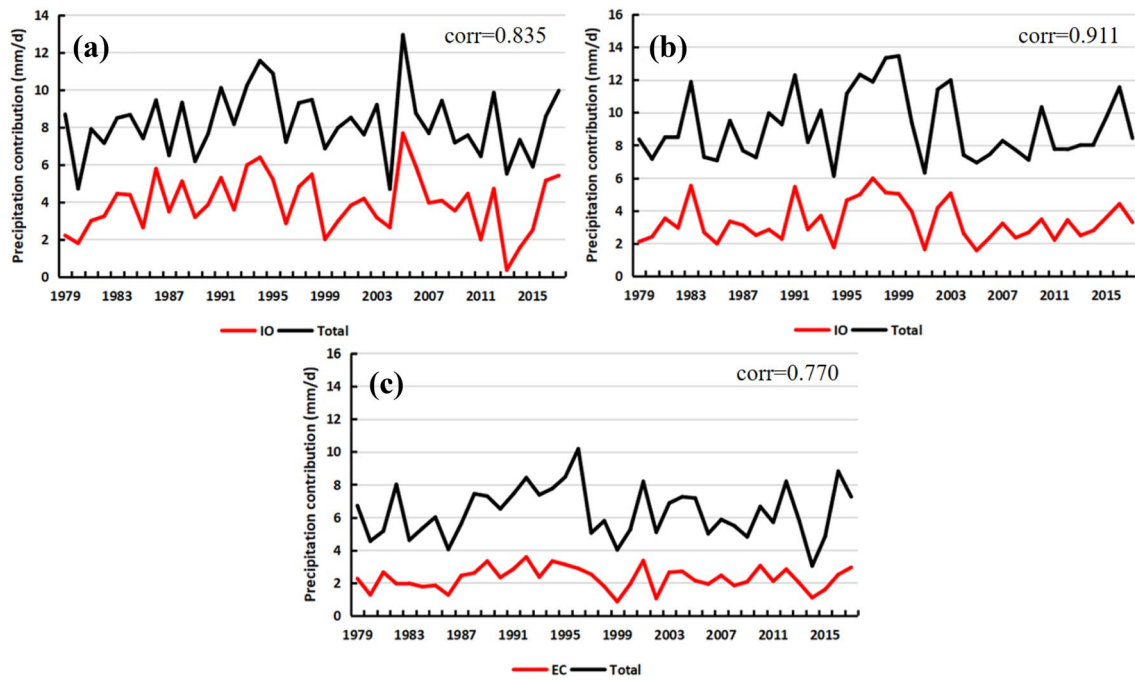 (a)
corr=0.835
Precipitation contribution (mm/d)
14
12
10
8
6
4
2
0
1979 1983 1987 1991 1995 1999 2003 2007 2011 2015
IO Total
(b)
corr=0.911
Precipitation contribution (mm/d)
16
14
12
10
8
6
4
2
0
1979 1983 1987 1991 1995 1999 2003 2007 2011 2015
IO Total
(c)
corr=0.770
Precipitation contribution (mm/d)
16
14
12
10
8
6
4
2
0
1979 1983 1987 1991 1995 1999 2003 2007 2011 2015
EC Total